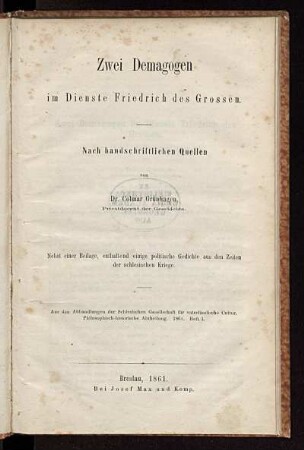 Zwei Demagogen
im Dienste Friedrich des Grossen.
Nach handschriftlichen Quellen
von
Dr. Colmar Grünhagen,
Privatdocent der Geschichte.
Nebst einer Beilage, enthaltend einige politische Gedichte aus den Zeiten
der schlesischen Kriege.
Aus den Abhandlungen der Schlesischen Gesellschaft für vaterländische Cultur.
Philosophisch-historische Abtheilung. 1861. Heft I.
Breslau, 1861.
Bei Josef Max und Komp.